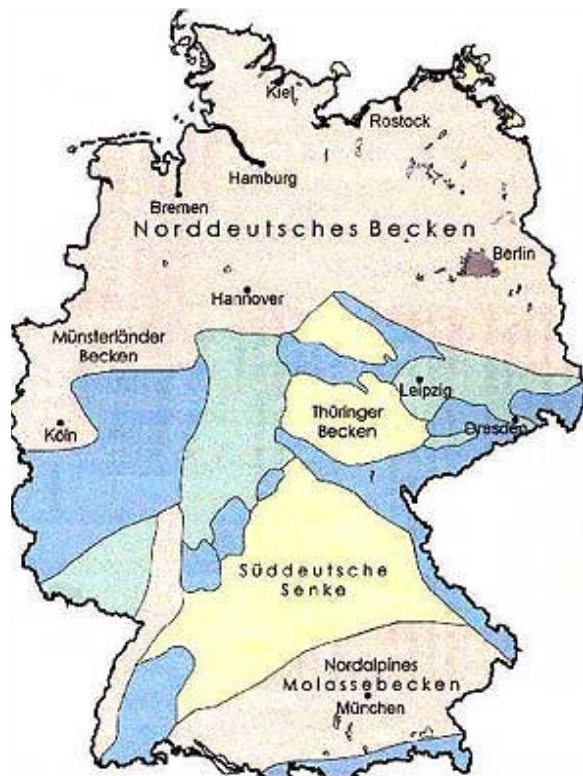 Kiel
Rostock
Hamburg
Bremen
Norddeutsches Becken
Berlin
Hannover
Münsterländer
Becken
Leipzig
Thüringer
Becken
Köln
Dresden
Süddeutsche
Senke
Nordalpines
Molassebecken
München